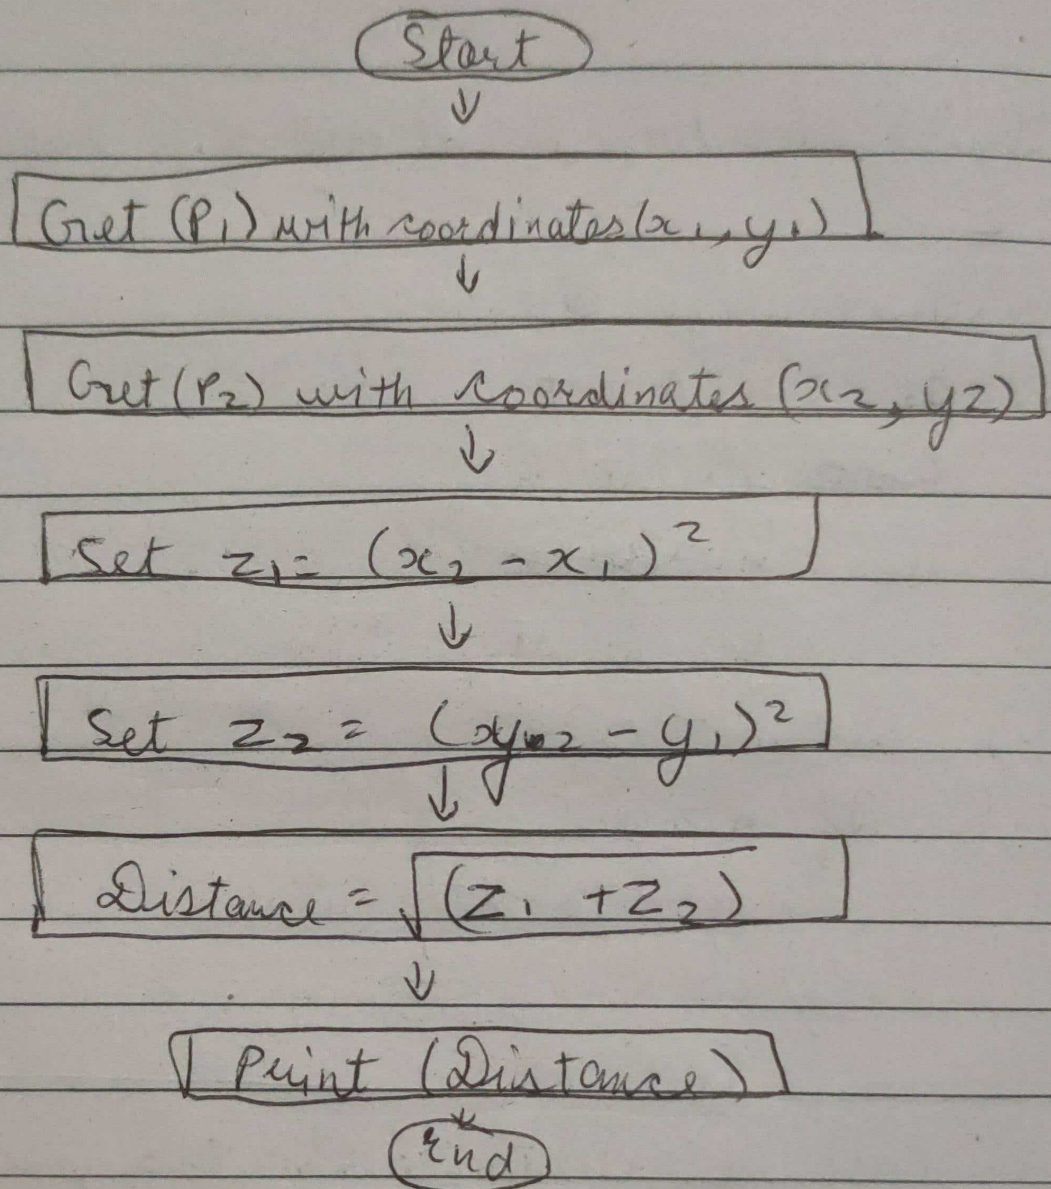 Start
↓
Get (P₁) with coordinates (x₁, y₁)
↓
Get (P₂) with coordinates (x₂, y2)
↓
Set z₁ = (x₂ - x₁)²
↓
Set z₂ = (y₂ - y₁)²
↓
Distance = √(z₁ + z₂)
↓
Print (Distance)
↓
End